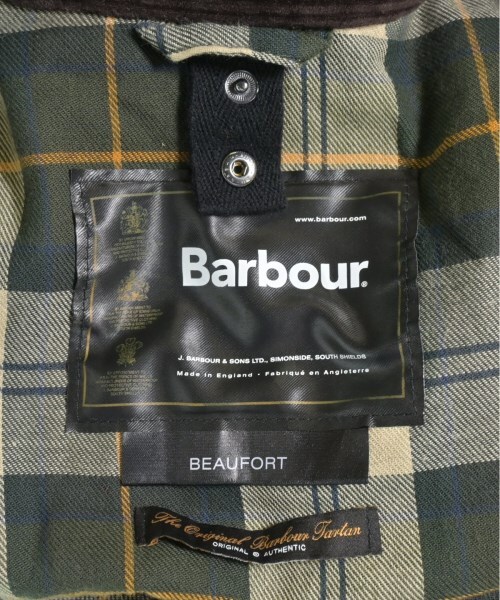 www.barbour.com
Barbour®
J. BARBOUR & SONS LTD., SIMONSIDE, SOUTH SHIELDS
Made in England • Fabriqué en Angleterre
BEAUFORT
The Original Barbour Tartan
ORIGINAL & AUTHENTIC